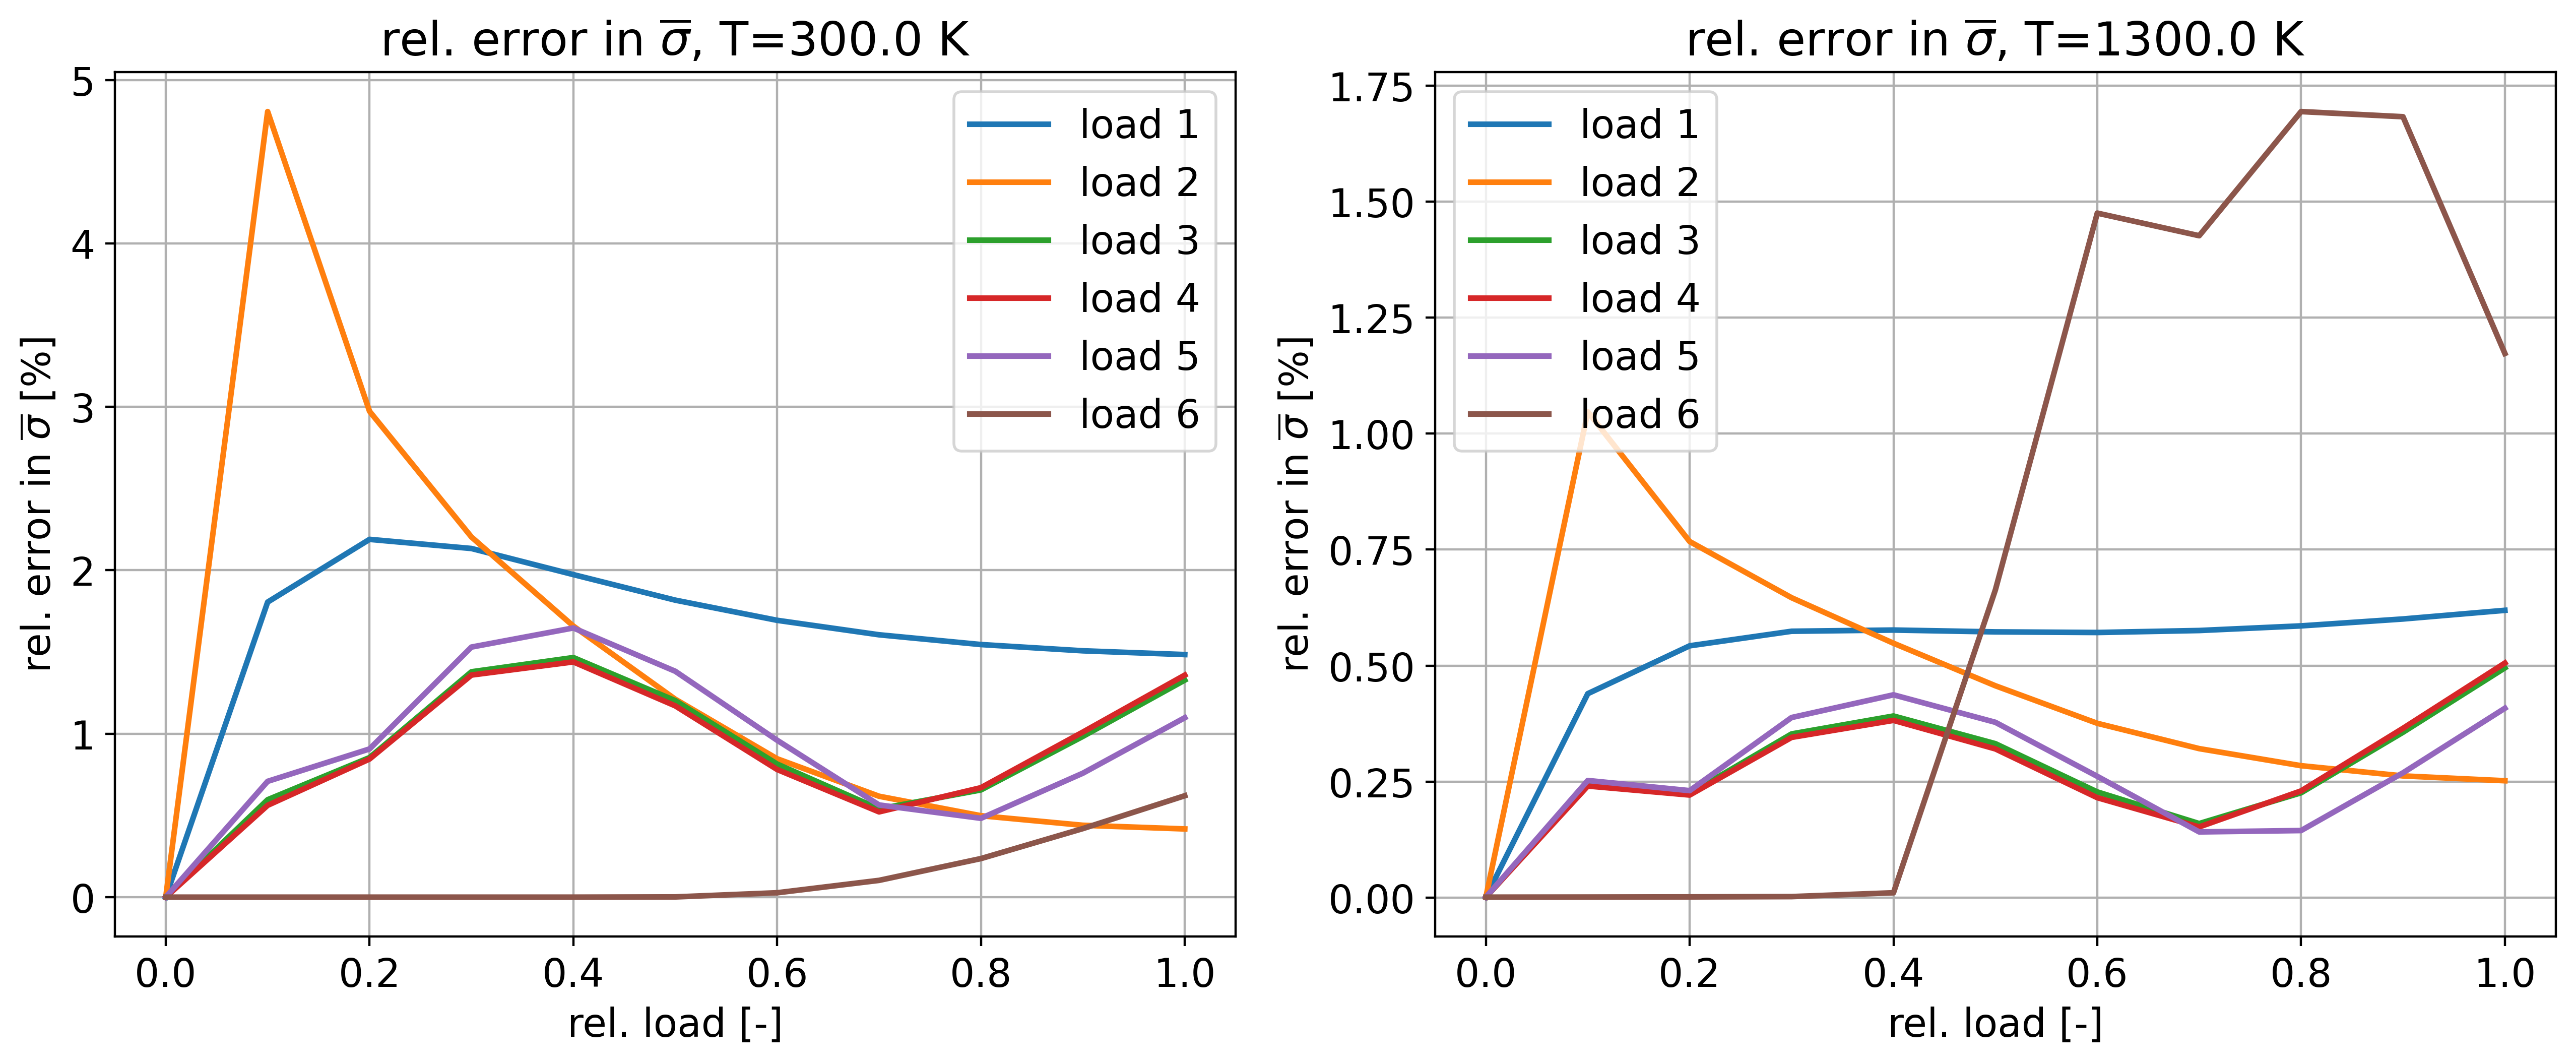 rel. error in σ̅, T=300.0 K
5
4
3
2
1
0
rel. error in σ̅ [%]
0.0 0.2 0.4 0.6 0.8 1.0
rel. load [-]
load 1
load 2
load 3
load 4
load 5
load 6
rel. error in σ̅, T=1300.0 K
1.75
1.50
1.25
1.00
0.75
0.50
0.25
0.00
rel. error in σ̅ [%]
0.0 0.2 0.4 0.6 0.8 1.0
rel. load [-]
load 1
load 2
load 3
load 4
load 5
load 6